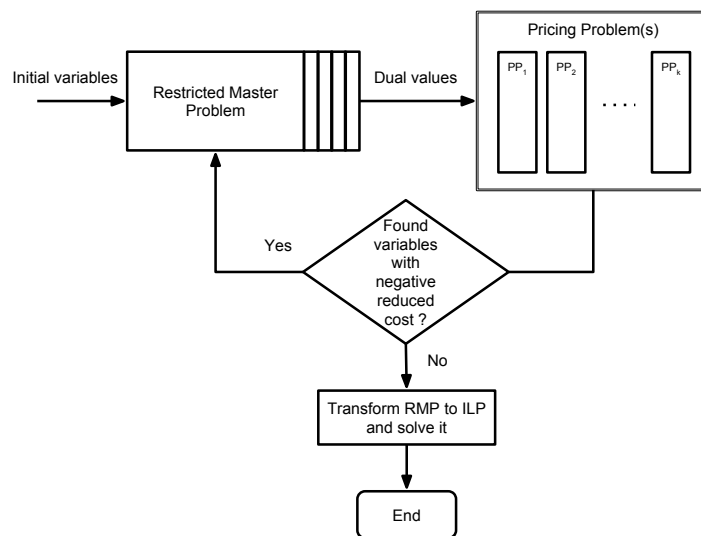 Pricing Problem(s)
Initial variables
Restricted Master
Problem
Dual values
PP1
PP2
. . . .
PPk
Yes
Found
variables
with
negative
reduced
cost ?
No
Transform RMP to ILP
and solve it
End